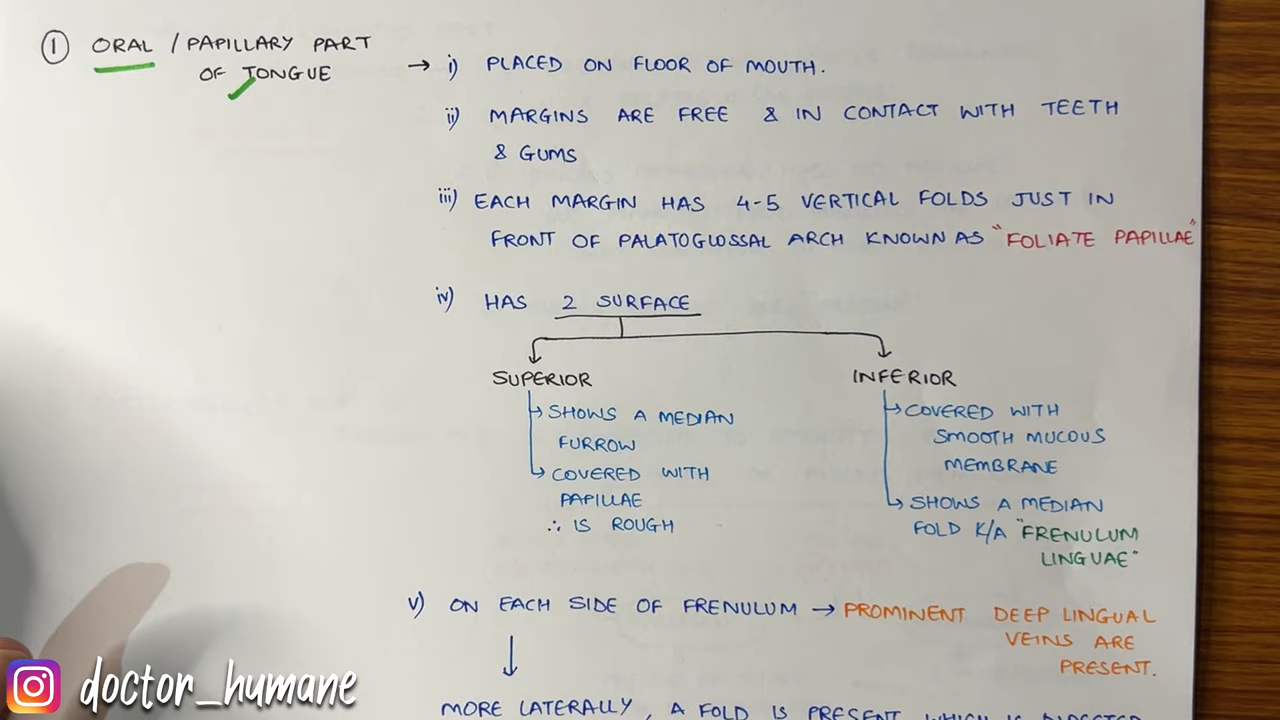 ① ORAL / PAPILLARY PART
OF TONGUE
→ i) PLACED ON FLOOR OF MOUTH.
ii) MARGINS ARE FREE & IN CONTACT WITH TEETH
& GUMS
iii) EACH MARGIN HAS 4-5 VERTICAL FOLDS JUST IN
FRONT OF PALATOGLOSSAL ARCH KNOWN AS "FOLIATE PAPILLAE"
iv) HAS 2 SURFACE
SUPERIOR
→ SHOWS A MEDIAN
FURROW
→ COVERED WITH
PAPILLAE
∴ IS ROUGH
INFERIOR
→ COVERED WITH
SMOOTH MUCOUS
MEMBRANE
→ SHOWS A MEDIAN
FOLD K/A "FRENULUM
LINGUAE"
v) ON EACH SIDE OF FRENULUM → PROMINENT DEEP LINGUAL
VEINS ARE
PRESENT.
↓
MORE LATERALLY, A FOLD IS PRESENT WHICH IS DIRECTED
doctor_humane